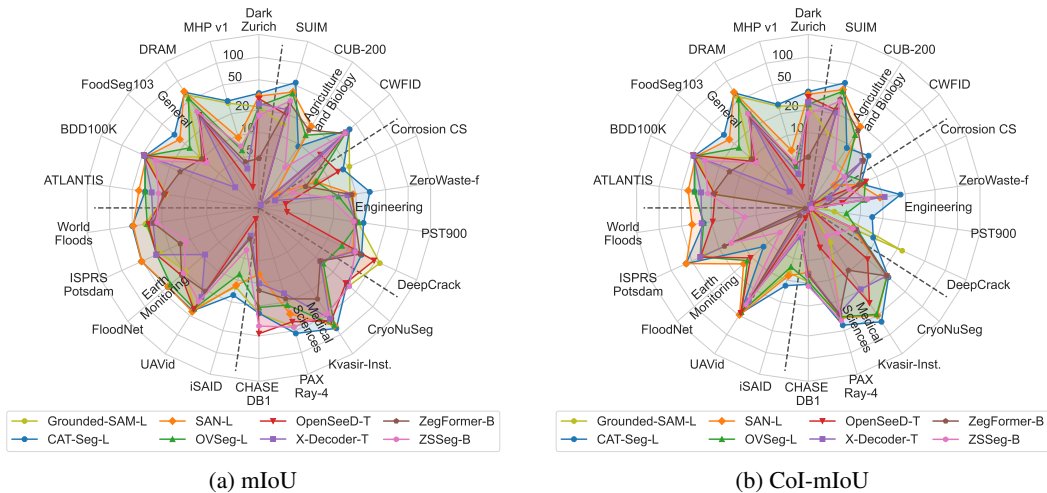 Dark
Zurich
SUIM
CUB-200
CWFID
Corrosion CS
ZeroWaste-f
PST900
DeepCrack
CryoNuSeg
Kvasir-Inst.
PAX
Ray-4
CHASE
DB1
iSAID
UAVid
FloodNet
ISPRS
Potsdam
World
Floods
ATLANTIS
BDD100K
FoodSeg103
DRAM
MHP v1
100
50
20
10
5
General
Agriculture
and Biology
Engineering
Medical
Sciences
Earth
Monitoring
Grounded-SAM-L
SAN-L
OpenSeeD-T
ZegFormer-B
CAT-Seg-L
OVSeg-L
X-Decoder-T
ZSSeg-B
(a) mIoU
Dark
Zurich
SUIM
CUB-200
CWFID
Corrosion CS
ZeroWaste-f
PST900
DeepCrack
CryoNuSeg
Kvasir-Inst.
PAX
Ray-4
CHASE
DB1
iSAID
UAVid
FloodNet
ISPRS
Potsdam
World
Floods
ATLANTIS
BDD100K
FoodSeg103
DRAM
MHP v1
100
50
20
10
5
General
Agriculture
and Biology
Engineering
Medical
Sciences
Earth
Monitoring
Grounded-SAM-L
SAN-L
OpenSeeD-T
ZegFormer-B
CAT-Seg-L
OVSeg-L
X-Decoder-T
ZSSeg-B
(b) CoI-mIoU